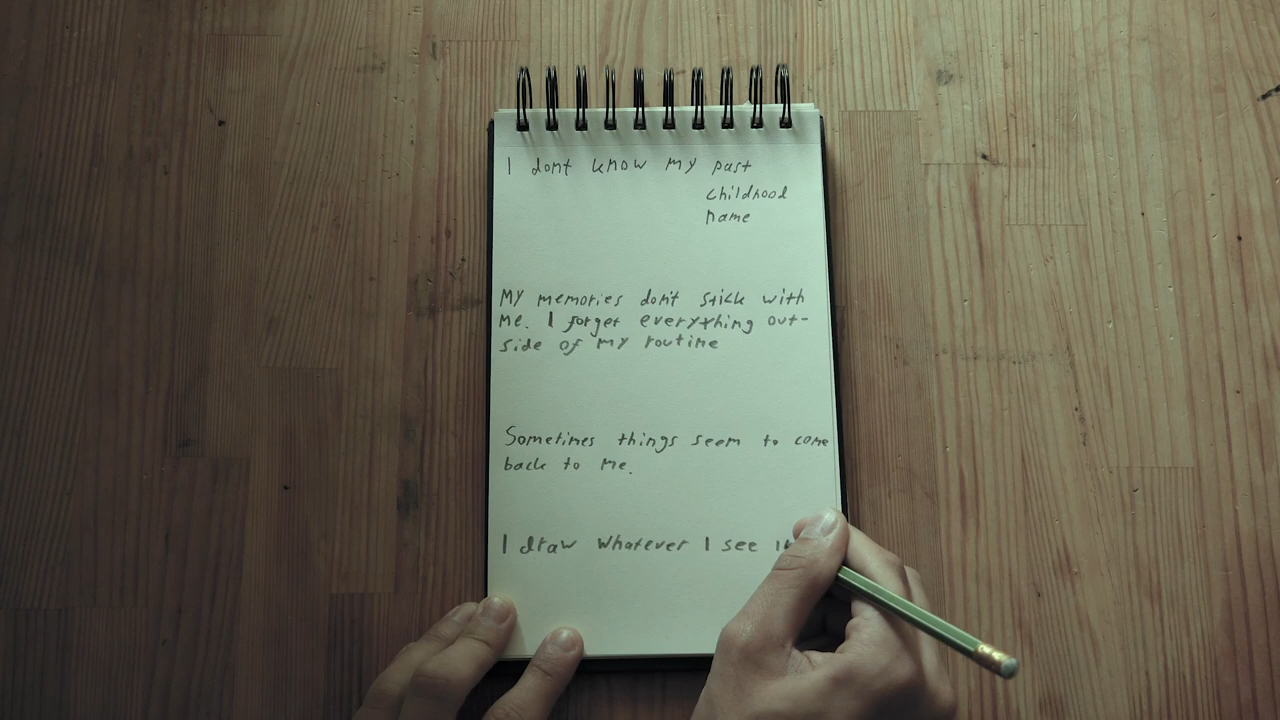 I dont know my past
childhood
name
My memories don't stick with
me. I forget everything out-
side of my routine
Sometimes things seem to come
back to me.
I draw whatever I see